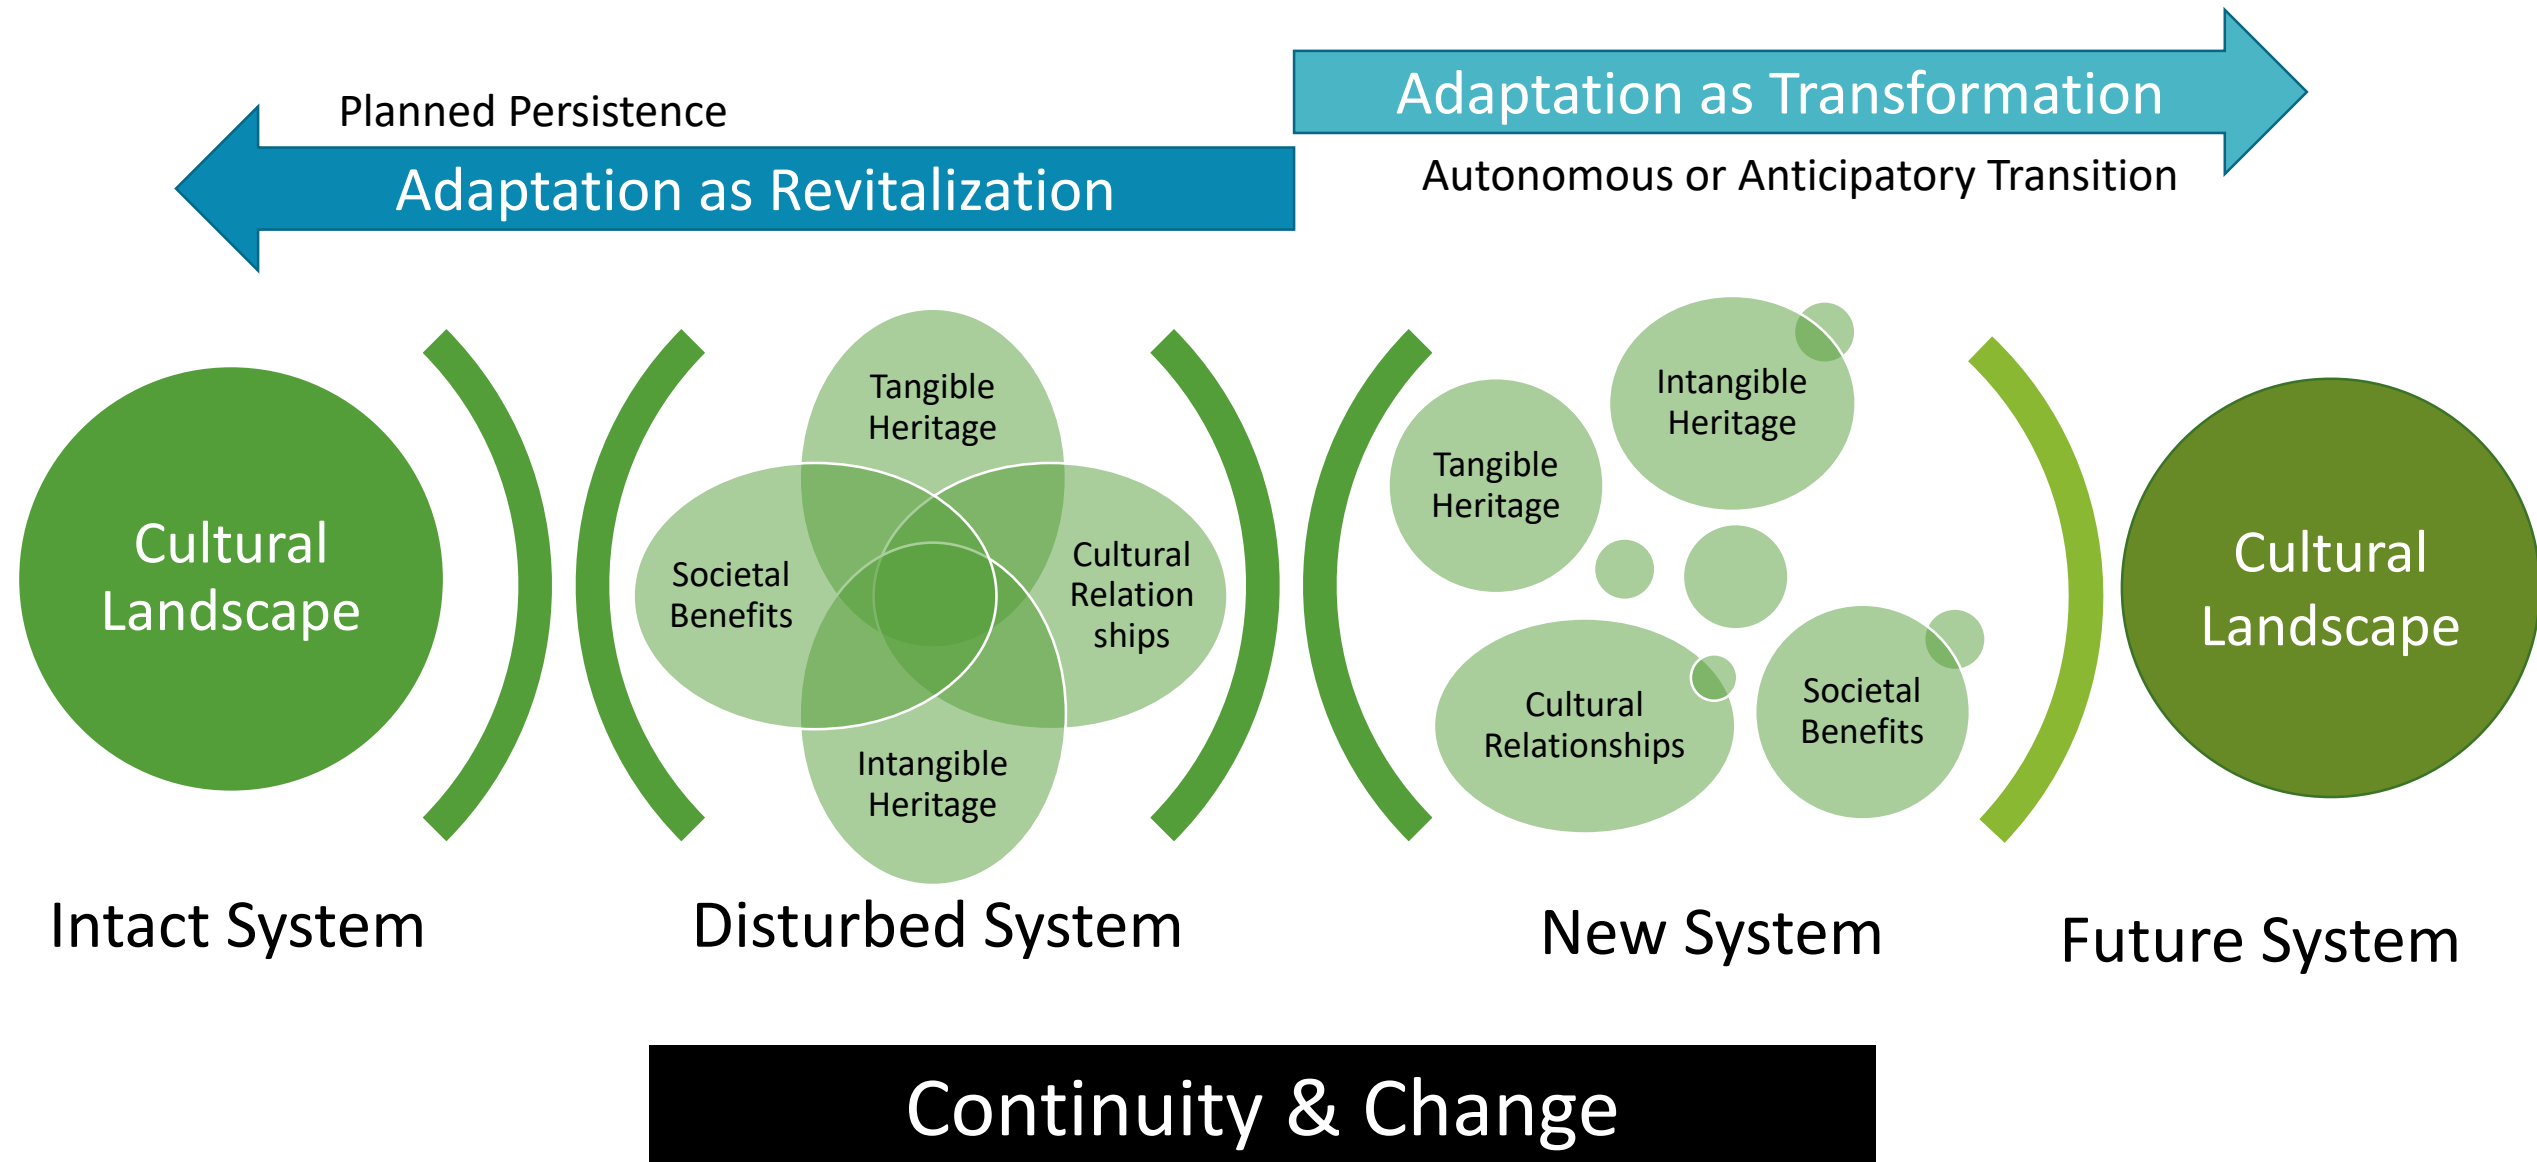 Planned Persistence
Adaptation as Revitalization
Adaptation as Transformation
Autonomous or Anticipatory Transition
Cultural
Landscape
Tangible
Heritage
Societal
Benefits
Cultural
Relation
ships
Intangible
Heritage
Tangible
Heritage
Intangible
Heritage
Cultural
Relationships
Societal
Benefits
Cultural
Landscape
Intact System
Disturbed System
New System
Future System
Continuity & Change